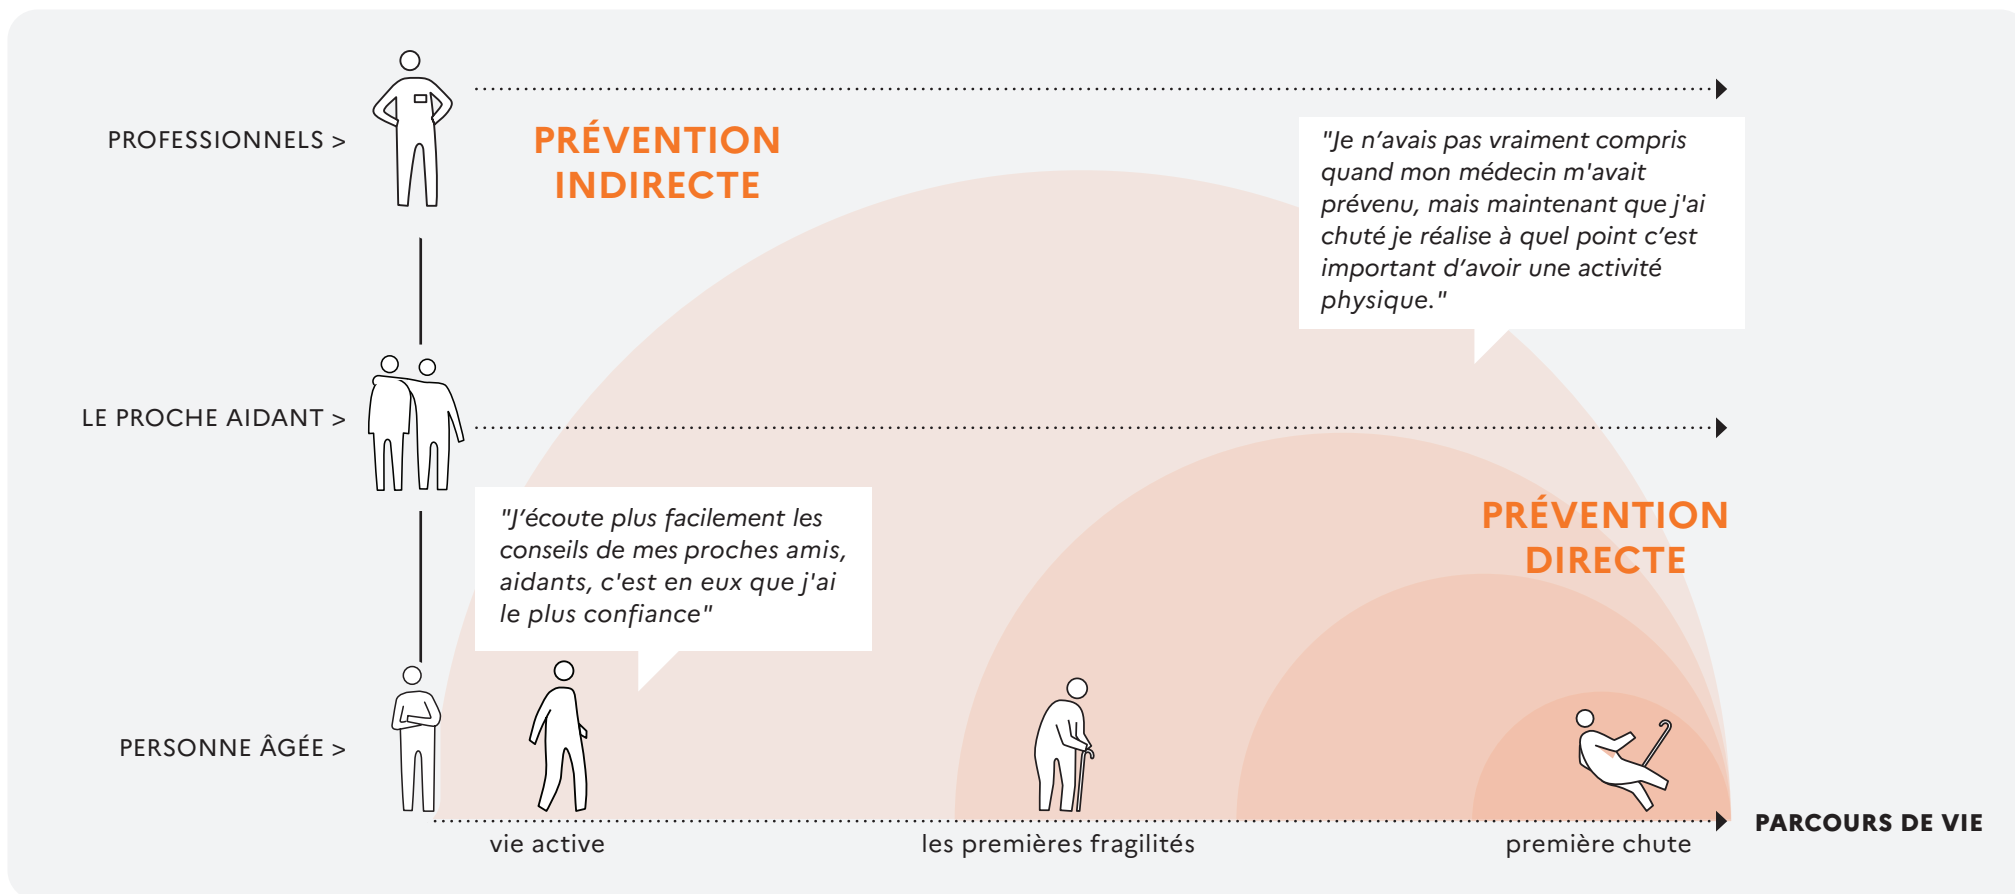 PROFESSIONNELS >
PRÉVENTION
INDIRECTE
"Je n’avais pas vraiment compris
quand mon médecin m'avait
prévenu, mais maintenant que j'ai
chuté je réalise à quel point c’est
important d’avoir une activité
physique."
LE PROCHE AIDANT >
"J’écoute plus facilement les
conseils de mes proches amis,
aidants, c'est en eux que j'ai
le plus confiance"
PRÉVENTION
DIRECTE
PERSONNE ÂGÉE >
vie active
les premières fragilités
première chute
PARCOURS DE VIE